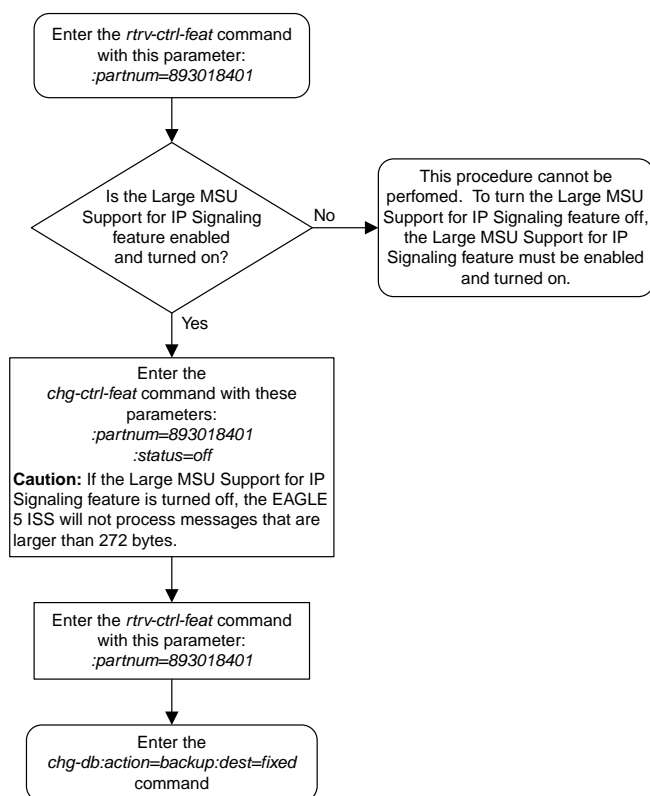 Enter the rtrv-ctrl-feat command
with this parameter:
:partnum=893018401
Is the Large MSU
Support for IP Signaling
feature enabled
and turned on?
No
This procedure cannot be
perfomed. To turn the Large MSU
Support for IP Signaling feature off,
the Large MSU Support for IP
Signaling feature must be enabled
and turned on.
Yes
Enter the
chg-ctrl-feat command with these
parameters:
:partnum=893018401
:status=off
Caution: If the Large MSU Support for IP
Signaling feature is turned off, the EAGLE
5 ISS will not process messages that are
larger than 272 bytes.
Enter the rtrv-ctrl-feat command
with this parameter:
:partnum=893018401
Enter the
chg-db:action=backup:dest=fixed
command